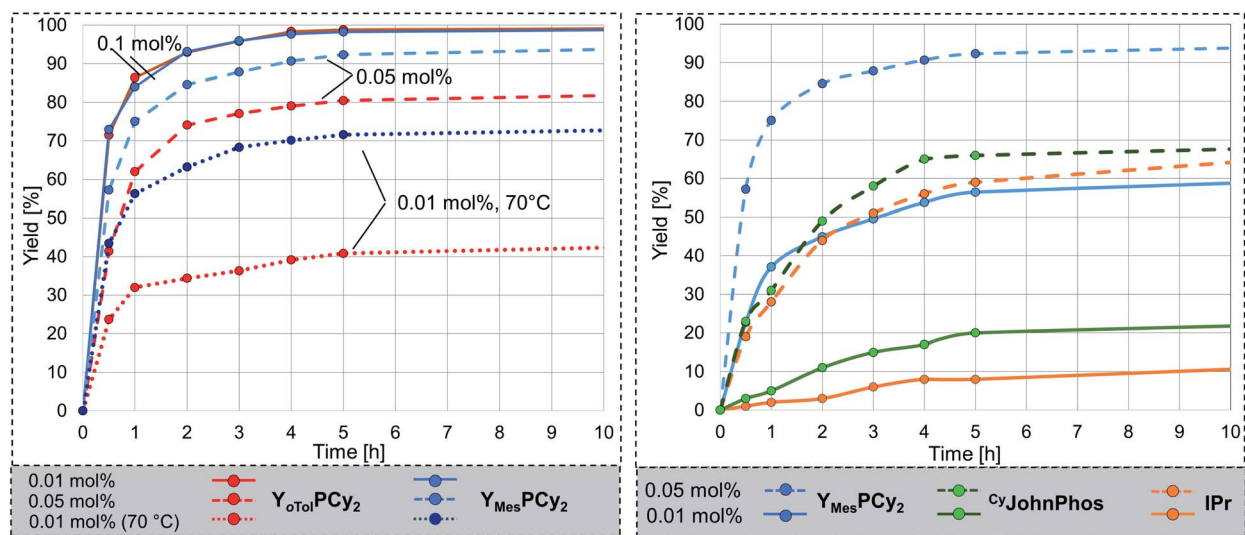 100
90
80
70
60
50
40
30
20
10
0
Yield [%]
0.1 mol%
0.05 mol%
0.01 mol%, 70°C
0 1 2 3 4 5 6 7 8 9 10
Time [h]
0.01 mol%
0.05 mol%
0.01 mol% (70 °C)
YoTolPCy2
YMesPCy2
100
90
80
70
60
50
40
30
20
10
0
Yield [%]
0 1 2 3 4 5 6 7 8 9 10
Time [h]
0.05 mol%
0.01 mol%
YMesPCy2
CyJohnPhos
IPr